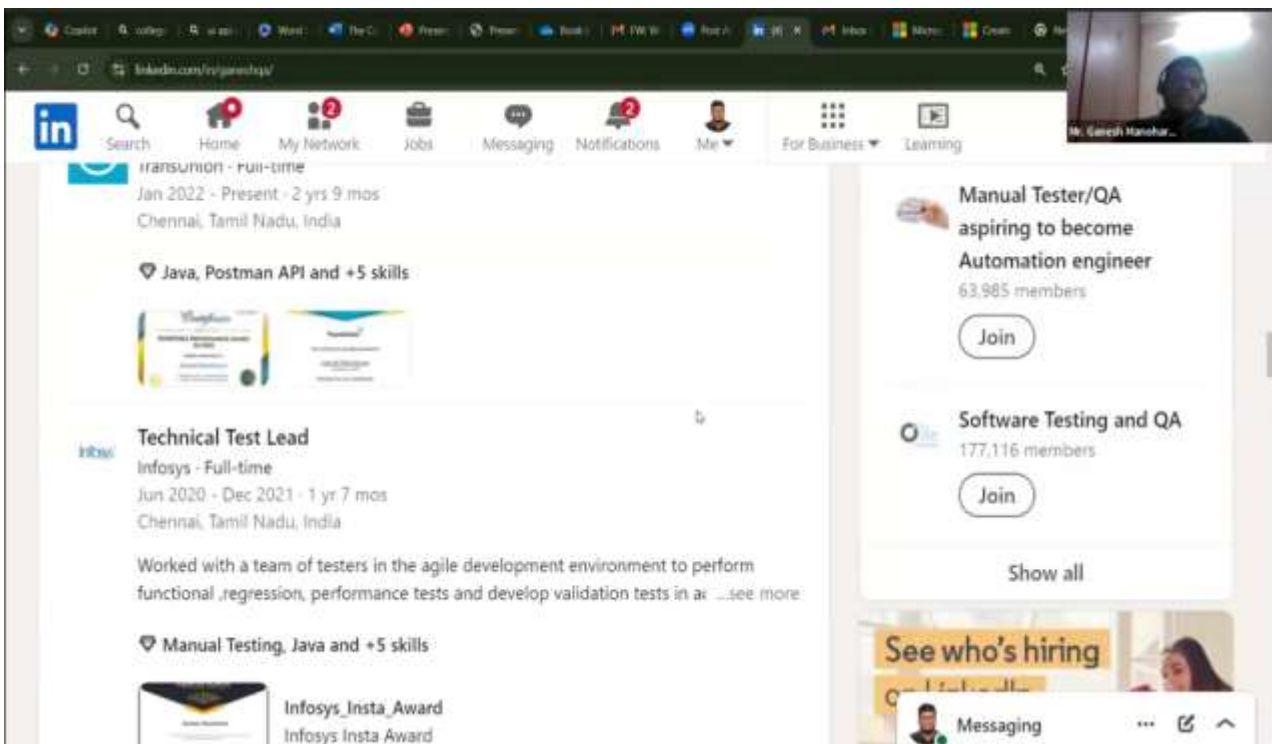 linkedin.com/in/ganeshqa/
in
Search
Home
2
My Network
Jobs
Messaging
2
Notifications
Me
For Business
Learning
Mr. Ganesh Manohar...
TransUnion · Full-time
Jan 2022 - Present · 2 yrs 9 mos
Chennai, Tamil Nadu, India
Java, Postman API and +5 skills
Technical Test Lead
Infosys · Full-time
Jun 2020 - Dec 2021 · 1 yr 7 mos
Chennai, Tamil Nadu, India
Worked with a team of testers in the agile development environment to perform
functional ,regression, performance tests and develop validation tests in ac ...see more
Manual Testing, Java and +5 skills
Infosys_Insta_Award
Infosys Insta Award
Manual Tester/QA
aspiring to become
Automation engineer
63,985 members
Join
Software Testing and QA
177,116 members
Join
Show all
See who's hiring
on LinkedIn
Messaging